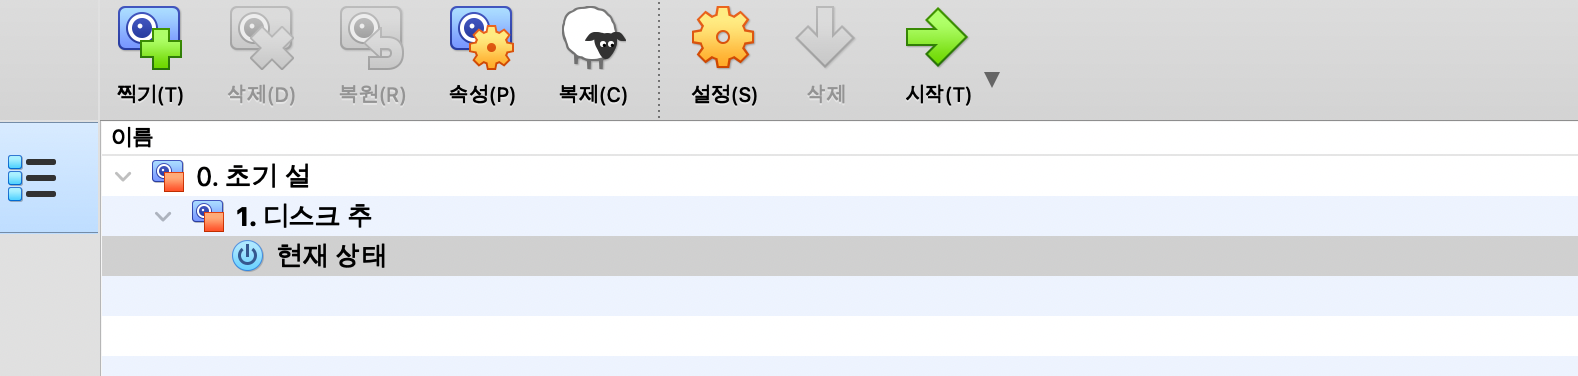 찍기(T) 삭제(D) 복원(R) 속성(P) 복제(C) 설정(S) 삭제 시작(T)
이름
0. 초기 설
1. 디스크 추
현재 상태